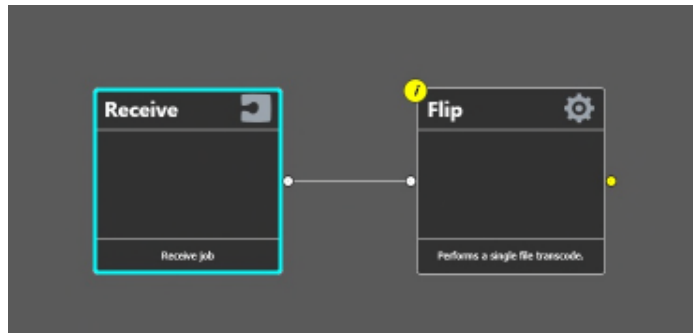 Receive
i
Flip
Receive job
Performs a single file transcode.